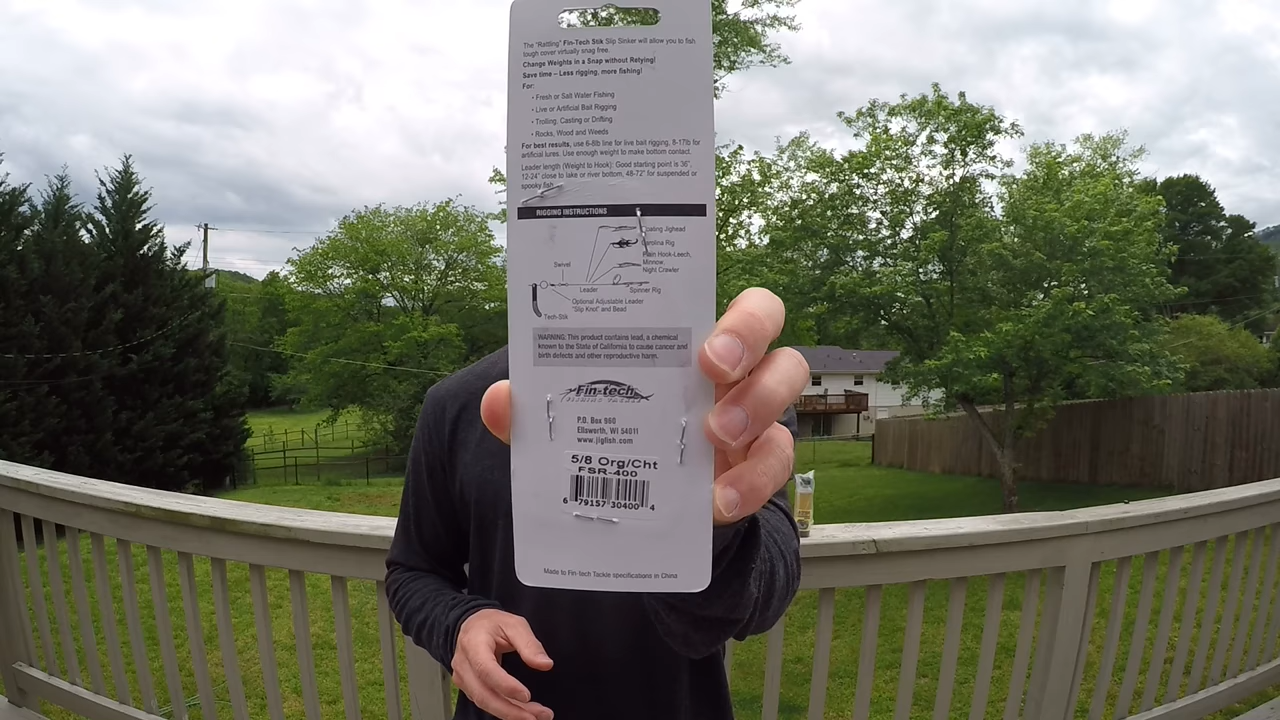 The "Rattling" Fin-Tech Stik Slip Sinker will allow you to fish
tough cover virtually snag free.
Change Weights in a Snap without Retying!
Save time – Less rigging, more fishing!
For:
• Fresh or Salt Water Fishing
• Live or Artificial Bait Rigging
• Trolling, Casting or Drifting
• Rocks, Wood and Weeds
For best results, use 6-8lb line for live bait rigging, 8-17lb for
artificial lures. Use enough weight to make bottom contact.
Leader length (Weight to Hook): Good starting point is 36",
12-24" close to lake or river bottom, 48-72" for suspended or
spooky fish.
RIGGING INSTRUCTIONS
Jighead
Carolina Rig
Plain Hook-Leech,
Minnow,
Night Crawler
Swivel
Leader
Spinner Rig
Optional Adjustable Leader
"Slip Knot" and Bead
Tech-Stik
WARNING: This product contains lead, a chemical
known to the State of California to cause cancer and
birth defects and other reproductive harm.
Fin-tech
FISHING TACKLE
P.O. Box 960
Ellsworth, WI 54011
www.jigfish.com
5/8 Org/Cht
FSR-400
6 79157 30400 4
Made to Fin-tech Tackle specifications in China